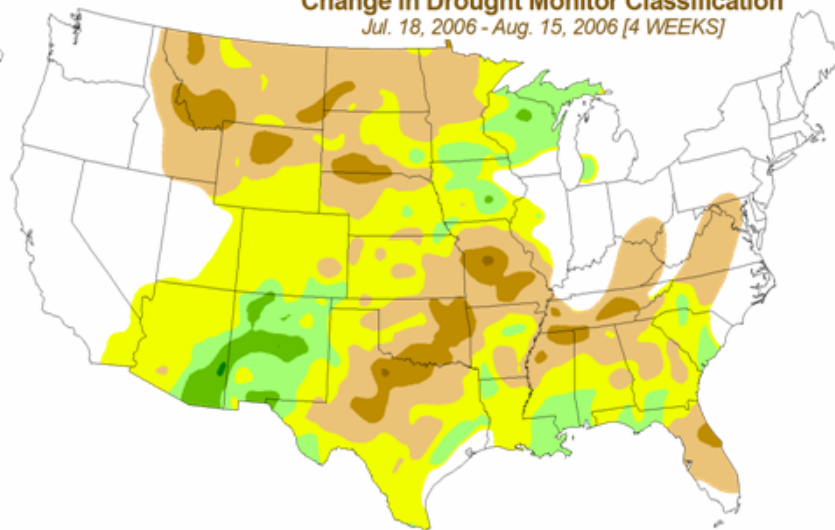 Change in Drought Monitor Classification
Jul. 18, 2006 - Aug. 15, 2006 [4 WEEKS]